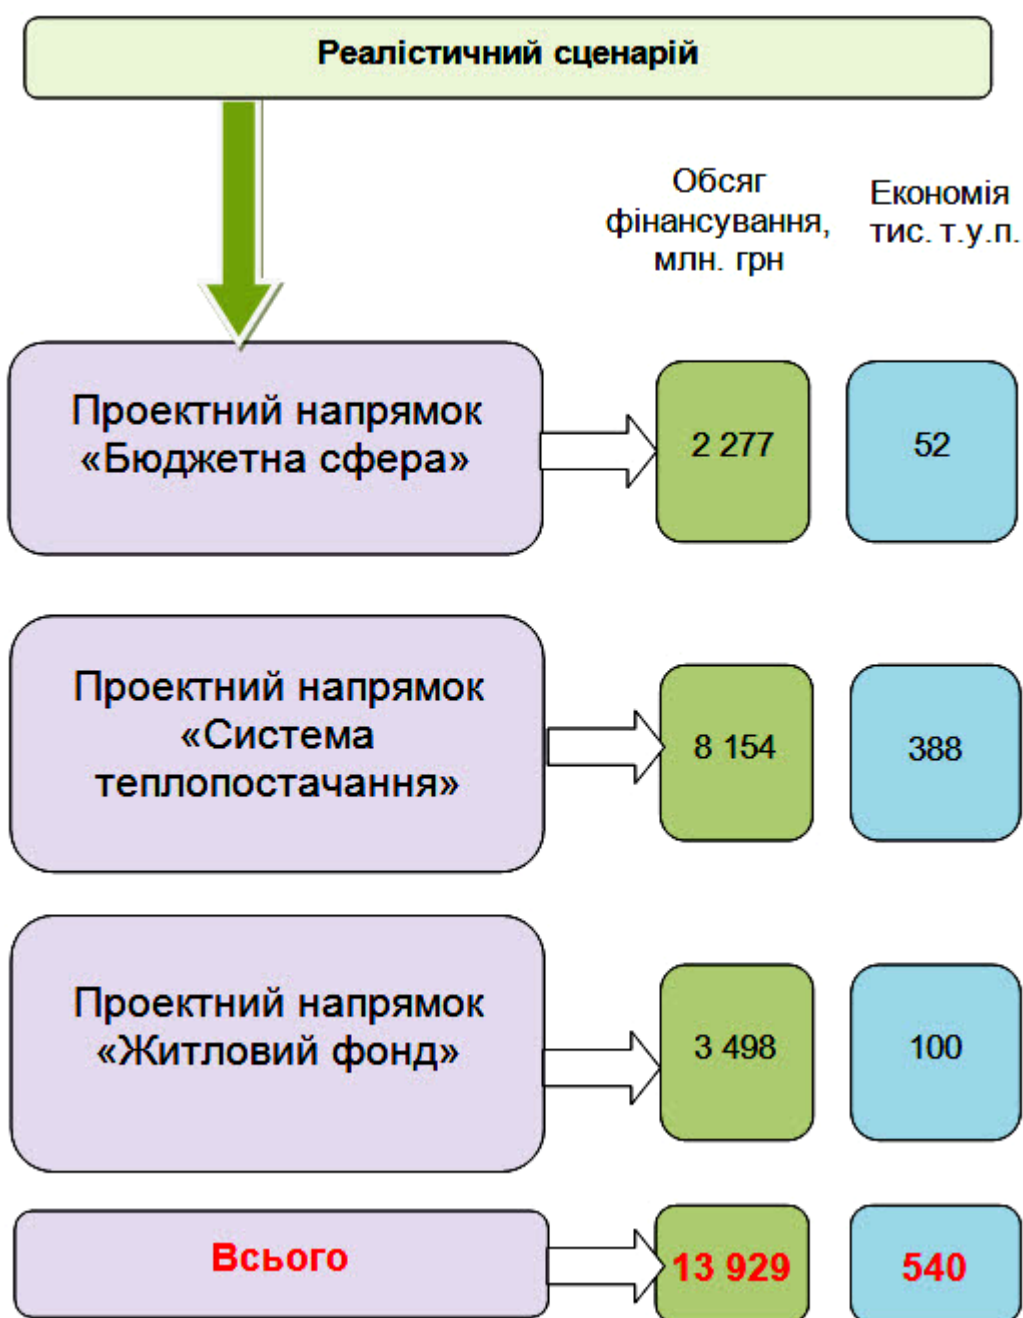 Реалістичний сценарій
Обсяг
фінансування,
млн. грн
Економія
тис. т.у.п.
Проектний напрямок
«Бюджетна сфера»
2 277
52
Проектний напрямок
«Система
теплопостачання»
8 154
388
Проектний напрямок
«Житловий фонд»
3 498
100
Всього
13 929
540